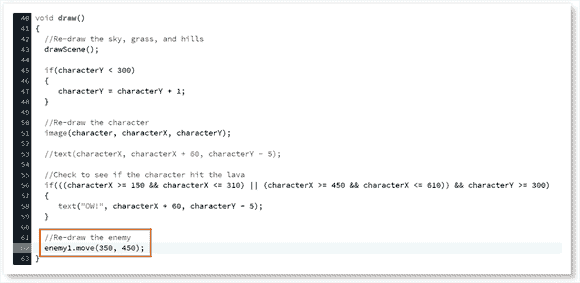 40 void draw()
41 {
42 //Re-draw the sky, grass, and hills
43 drawScene();
44
45 if(characterY < 300)
46 {
47 characterY = characterY + 1;
48 }
49
50 //Re-draw the character
51 image(character, characterX, characterY);
52
53 //text(characterX, characterX + 60, characterY - 5);
54
55 //Check to see if the character hit the lava
56 if(((characterX >= 150 && characterX <= 310) || (characterX >= 450 && characterX <= 610)) && characterY >= 300)
57 {
58 text("OW!", characterX + 60, characterY - 5);
59 }
60
61 //Re-draw the enemy
62 enemy1.move(350, 450);
63 }